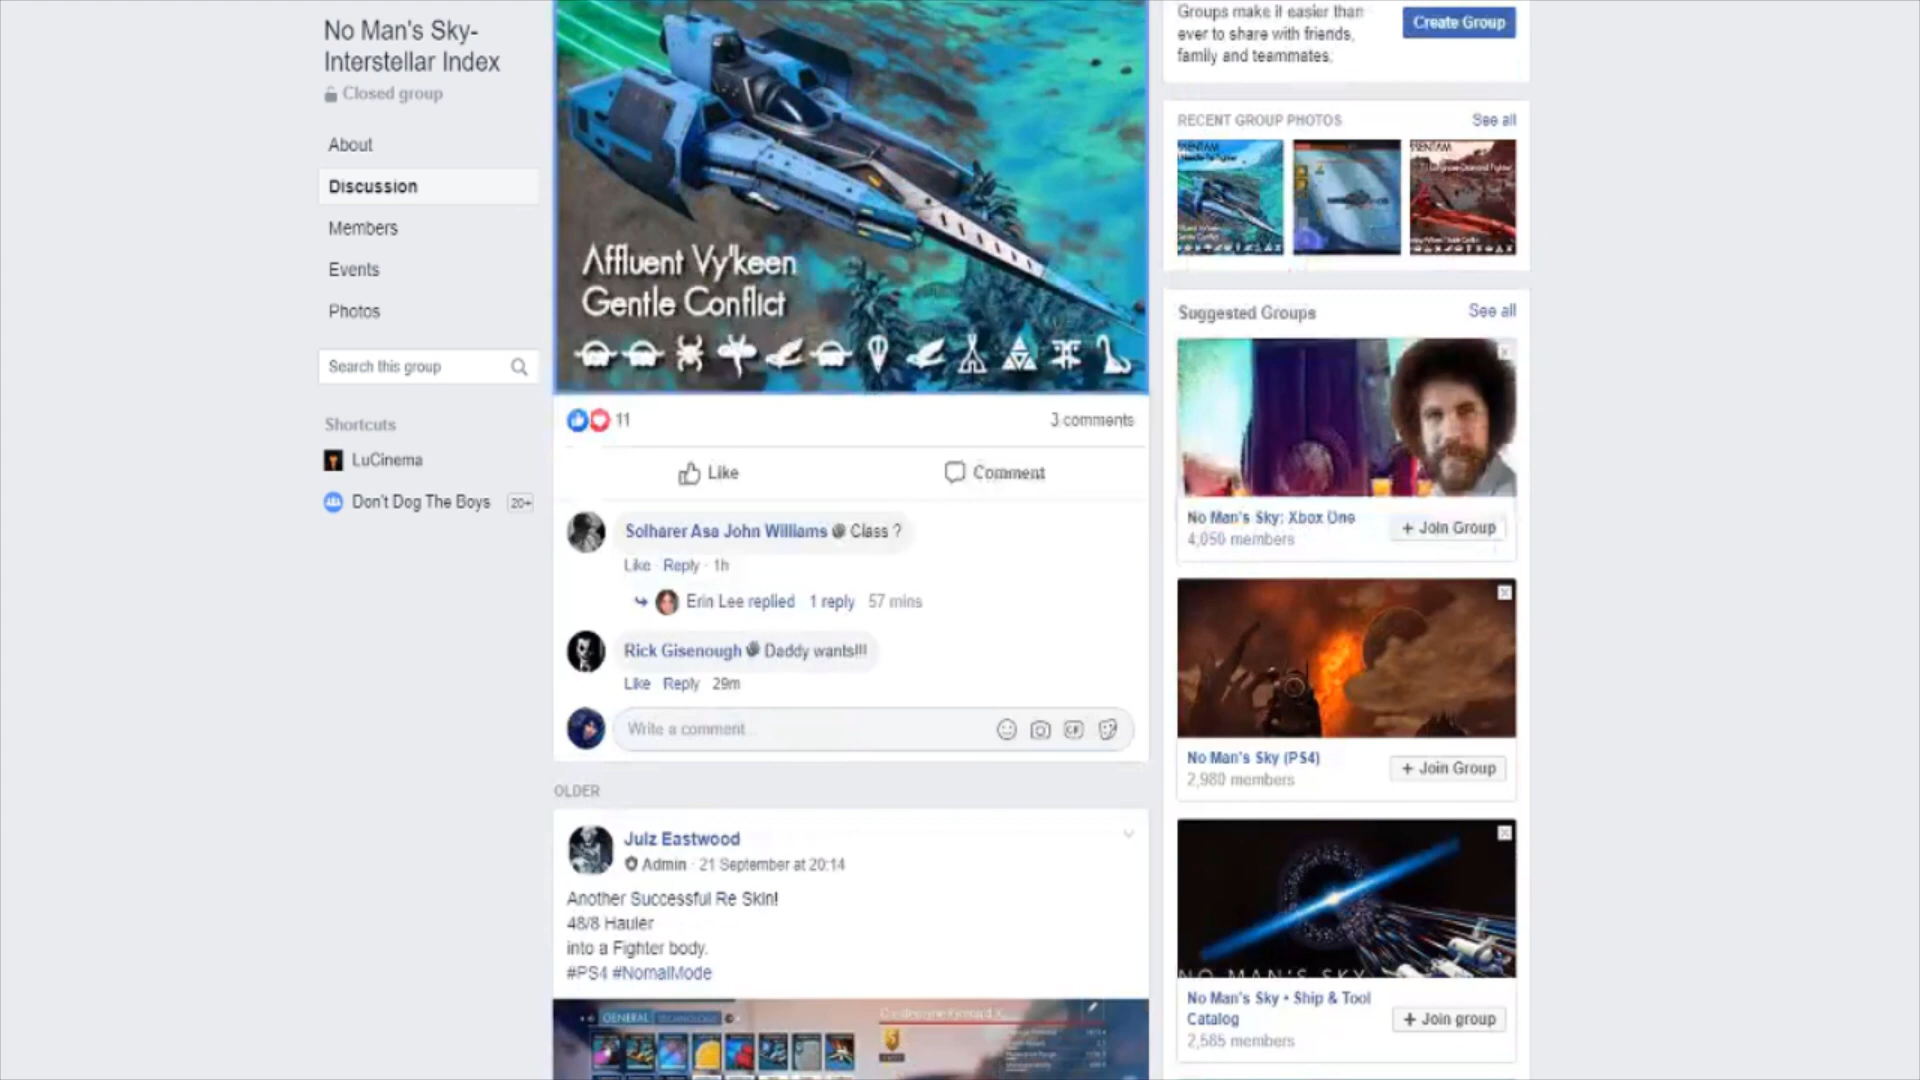 No Man's Sky-
Interstellar Index
Closed group
About
Discussion
Members
Events
Photos
Search this group
Shortcuts
LuCinema
Don't Dog The Boys 20+
Affluent Vy'keen
Gentle Conflict
11
3 comments
Like
Comment
Solharer Asa John Williams Class ?
Like · Reply · 1h
Erin Lee replied 1 reply 57 mins
Rick Gisenough Daddy wants!!!
Like Reply 29m
Write a comment...
OLDER
Julz Eastwood
Admin · 21 September at 20:14
Another Successful Re Skin!
48/8 Hauler
into a Fighter body.
#PS4 #NomalMode
GENERAL
Groups make it easier than
ever to share with friends,
family and teammates.
Create Group
RECENT GROUP PHOTOS
See all
Suggested Groups
See all
No Man's Sky: Xbox One
4,050 members
+ Join Group
No Man's Sky (PS4)
2,980 members
+ Join Group
NO MAN'S SKY
No Man's Sky • Ship & Tool
Catalog
2,585 members
+ Join group